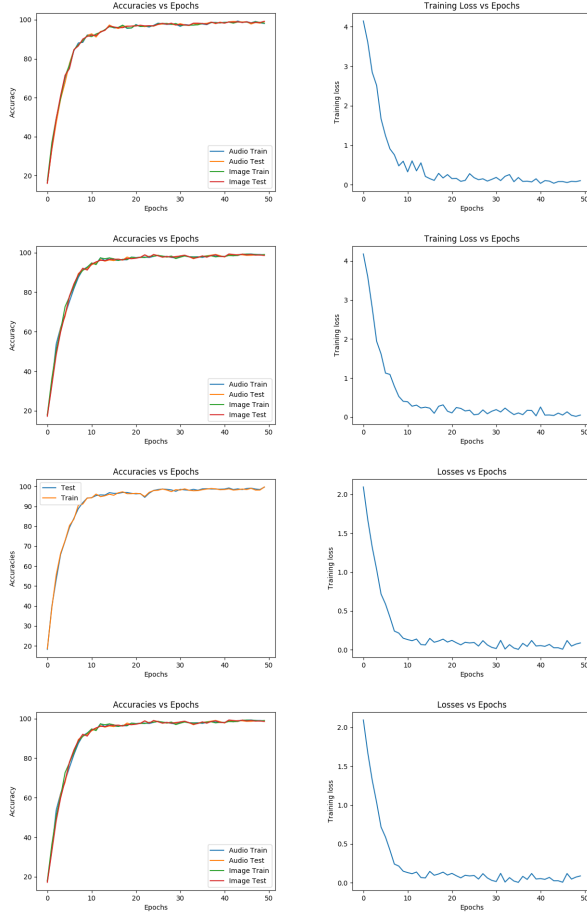 Accuracies vs Epochs
Accuracy
100
80
60
40
20
0 10 20 30 40 50
Epochs
Audio Train
Audio Test
Image Train
Image Test
Training Loss vs Epochs
Training loss
4
3
2
1
0
0 10 20 30 40 50
Epochs
Accuracies vs Epochs
Accuracy
100
80
60
40
20
0 10 20 30 40 50
Epochs
Audio Train
Audio Test
Image Train
Image Test
Training Loss vs Epochs
Training loss
4
3
2
1
0
0 10 20 30 40 50
Epochs
Accuracies vs Epochs
Test
Train
Accuracies
100
90
80
70
60
50
40
30
20
0 10 20 30 40 50
Epochs
Losses vs Epochs
Training loss
2.0
1.5
1.0
0.5
0.0
0 10 20 30 40 50
Epochs
Accuracies vs Epochs
Accuracy
100
80
60
40
20
0 10 20 30 40 50
Epochs
Audio Train
Audio Test
Image Train
Image Test
Losses vs Epochs
Training loss
2.0
1.5
1.0
0.5
0.0
0 10 20 30 40 50
Epochs